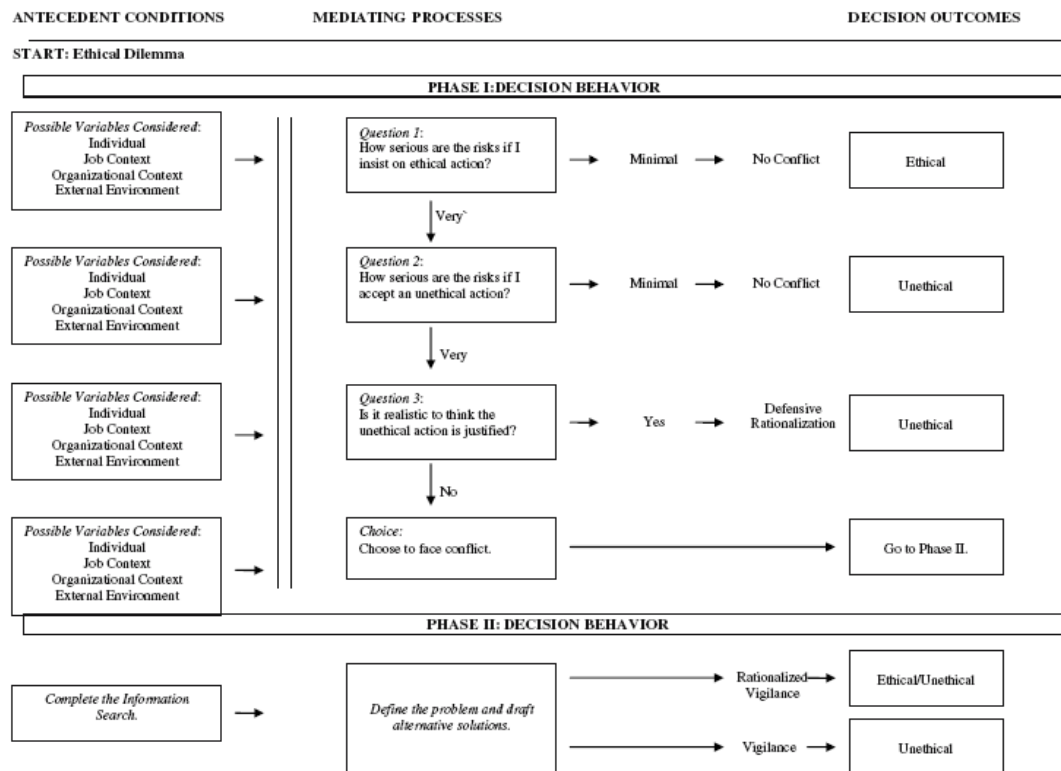 ANTECEDENT CONDITIONS
MEDIATING PROCESSES
DECISION OUTCOMES
START: Ethical Dilemma
PHASE I:DECISION BEHAVIOR
Possible Variables Considered:
Individual
Job Context
Organizational Context
External Environment
Question 1:
How serious are the risks if I
insist on ethical action?
Minimal
No Conflict
Ethical
Very`
Possible Variables Considered:
Individual
Job Context
Organizational Context
External Environment
Question 2:
How serious are the risks if I
accept an unethical action?
Minimal
No Conflict
Unethical
Very
Possible Variables Considered:
Individual
Job Context
Organizational Context
External Environment
Question 3:
Is it realistic to think the
unethical action is justified?
Yes
Defensive
Rationalization
Unethical
No
Possible Variables Considered:
Individual
Job Context
Organizational Context
External Environment
Choice:
Choose to face conflict.
Go to Phase II.
PHASE II: DECISION BEHAVIOR
Complete the Information
Search.
Define the problem and draft
alternative solutions.
Rationalized
Vigilance
Ethical/Unethical
Vigilance
Unethical